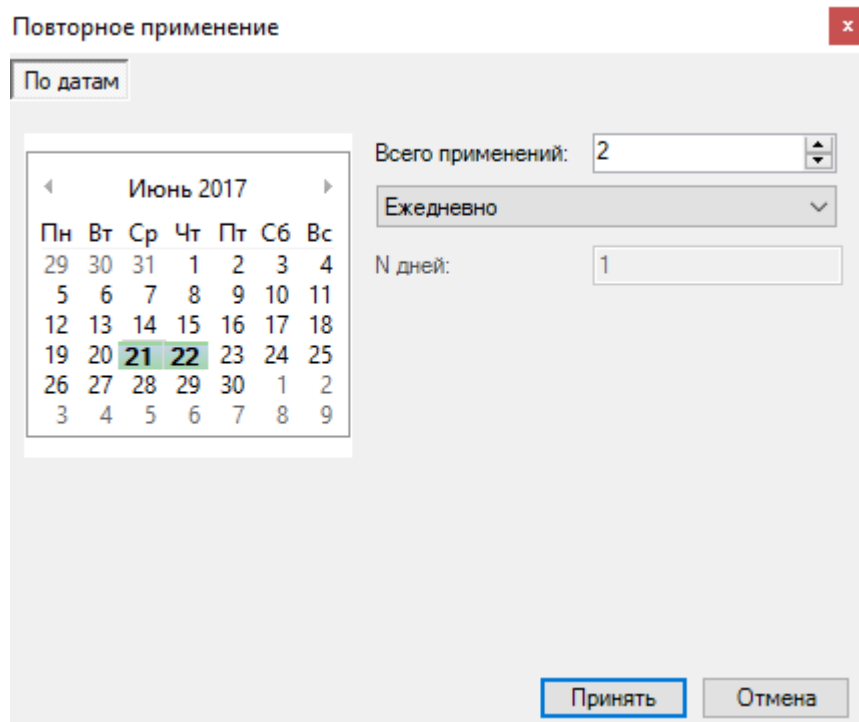 Повторное применение
x
По датам
Июнь 2017
Пн Вт Ср Чт Пт Сб Вс
29 30 31 1 2 3 4
5 6 7 8 9 10 11
12 13 14 15 16 17 18
19 20 21 22 23 24 25
26 27 28 29 30 1 2
3 4 5 6 7 8 9
Всего применений: 2
Ежедневно
N дней: 1
Принять Отмена